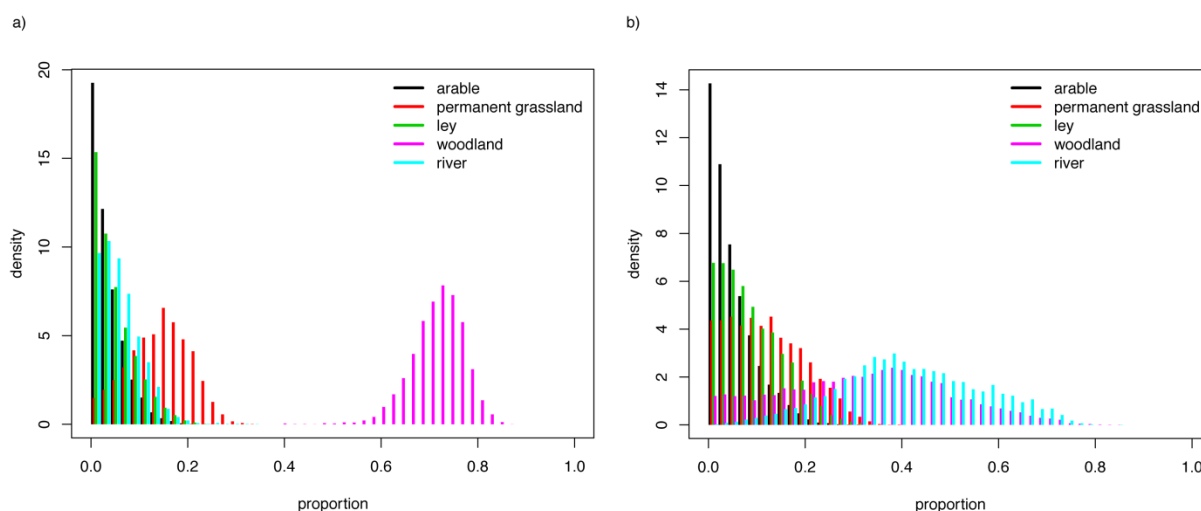 a)
20
15
10
5
0
density
0.0 0.2 0.4 0.6 0.8 1.0
proportion
arable
permanent grassland
ley
woodland
river
b)
14
12
10
8
6
4
2
0
density
0.0 0.2 0.4 0.6 0.8 1.0
proportion
arable
permanent grassland
ley
woodland
river